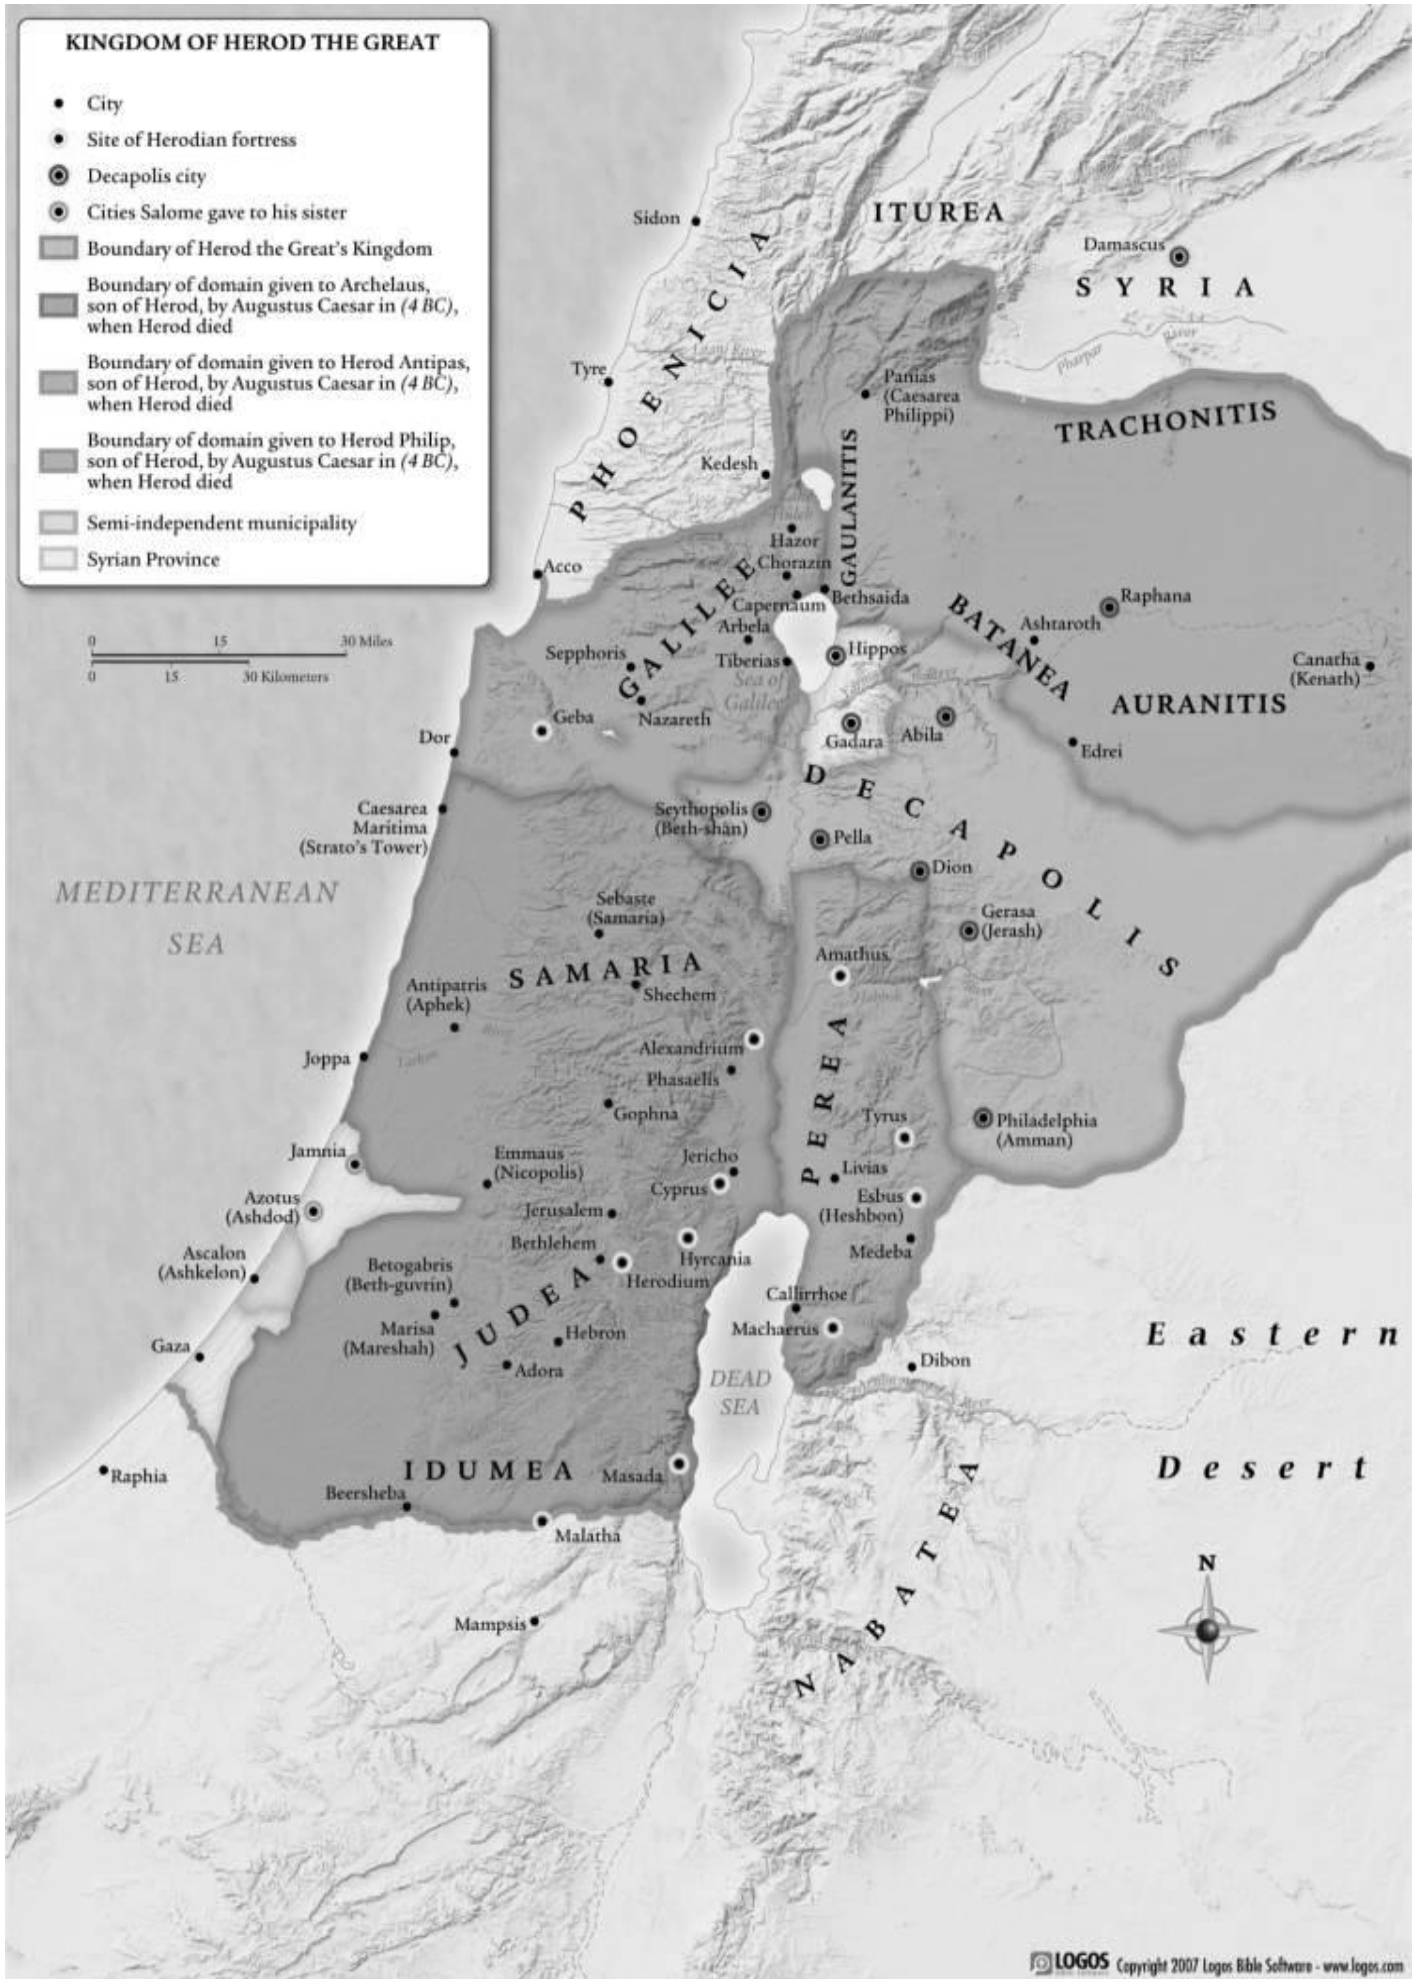 KINGDOM OF HEROD THE GREAT
City
Site of Herodian fortress
Decapolis city
Cities Salome gave to his sister
Boundary of Herod the Great's Kingdom
Boundary of domain given to Archelaus,
son of Herod, by Augustus Caesar in (4 BC),
when Herod died
Boundary of domain given to Herod Antipas,
son of Herod, by Augustus Caesar in (4 BC),
when Herod died
Boundary of domain given to Herod Philip,
son of Herod, by Augustus Caesar in (4 BC),
when Herod died
Semi-independent municipality
Syrian Province
0 15 30 Miles
0 15 30 Kilometers
Sidon
ITUREA
Damascus
SYRIA
PHOENICIA
Pharpar River
Tyre
Panias
(Caesarea
Philippi)
TRACHONITIS
Kedesh
GAULANITIS
Hazor
Chorazin
Acco
Capernaum
Bethsaida
GALILEE
Arbela
BATANEA
Raphana
Ashtaroth
Sepphoris
Tiberias
Hippos
Canatha
(Kenath)
Sea of
Galilee
AURANITIS
Nazareth
Geba
Gadara
Abila
Edrei
Dor
DECAPOLIS
Caesarea
Maritima
(Strato's Tower)
Seythopolis
(Beth-shan)
Pella
Dion
MEDITERRANEAN
SEA
Sebaste
(Samaria)
Gerasa
(Jerash)
SAMARIA
Amathus
Antipatris
(Aphek)
Shechem
River
Joppa
Alexandrium
Phasaelis
PEREA
Gophna
Tyrus
Philadelphia
(Amman)
Jamnia
Emmaus
(Nicopolis)
Jericho
Livias
Cyprus
Azotus
(Ashdod)
Esbus
(Heshbon)
Jerusalem
Bethlehem
Medeba
Hyrcania
Ascalon
(Ashkelon)
Herodium
Betogabris
(Beth-guvrin)
JUDEA
Callirrhoe
Marisa
(Mareshah)
Machaerus
Hebron
Gaza
Adora
Dibon
Eastern
Desert
DEAD
SEA
IDUMEA
Masada
Raphia
Beersheba
Malatha
NABATEA
Mampsis
N
LOGOS Copyright 2007 Logos Bible Software - www.logos.com